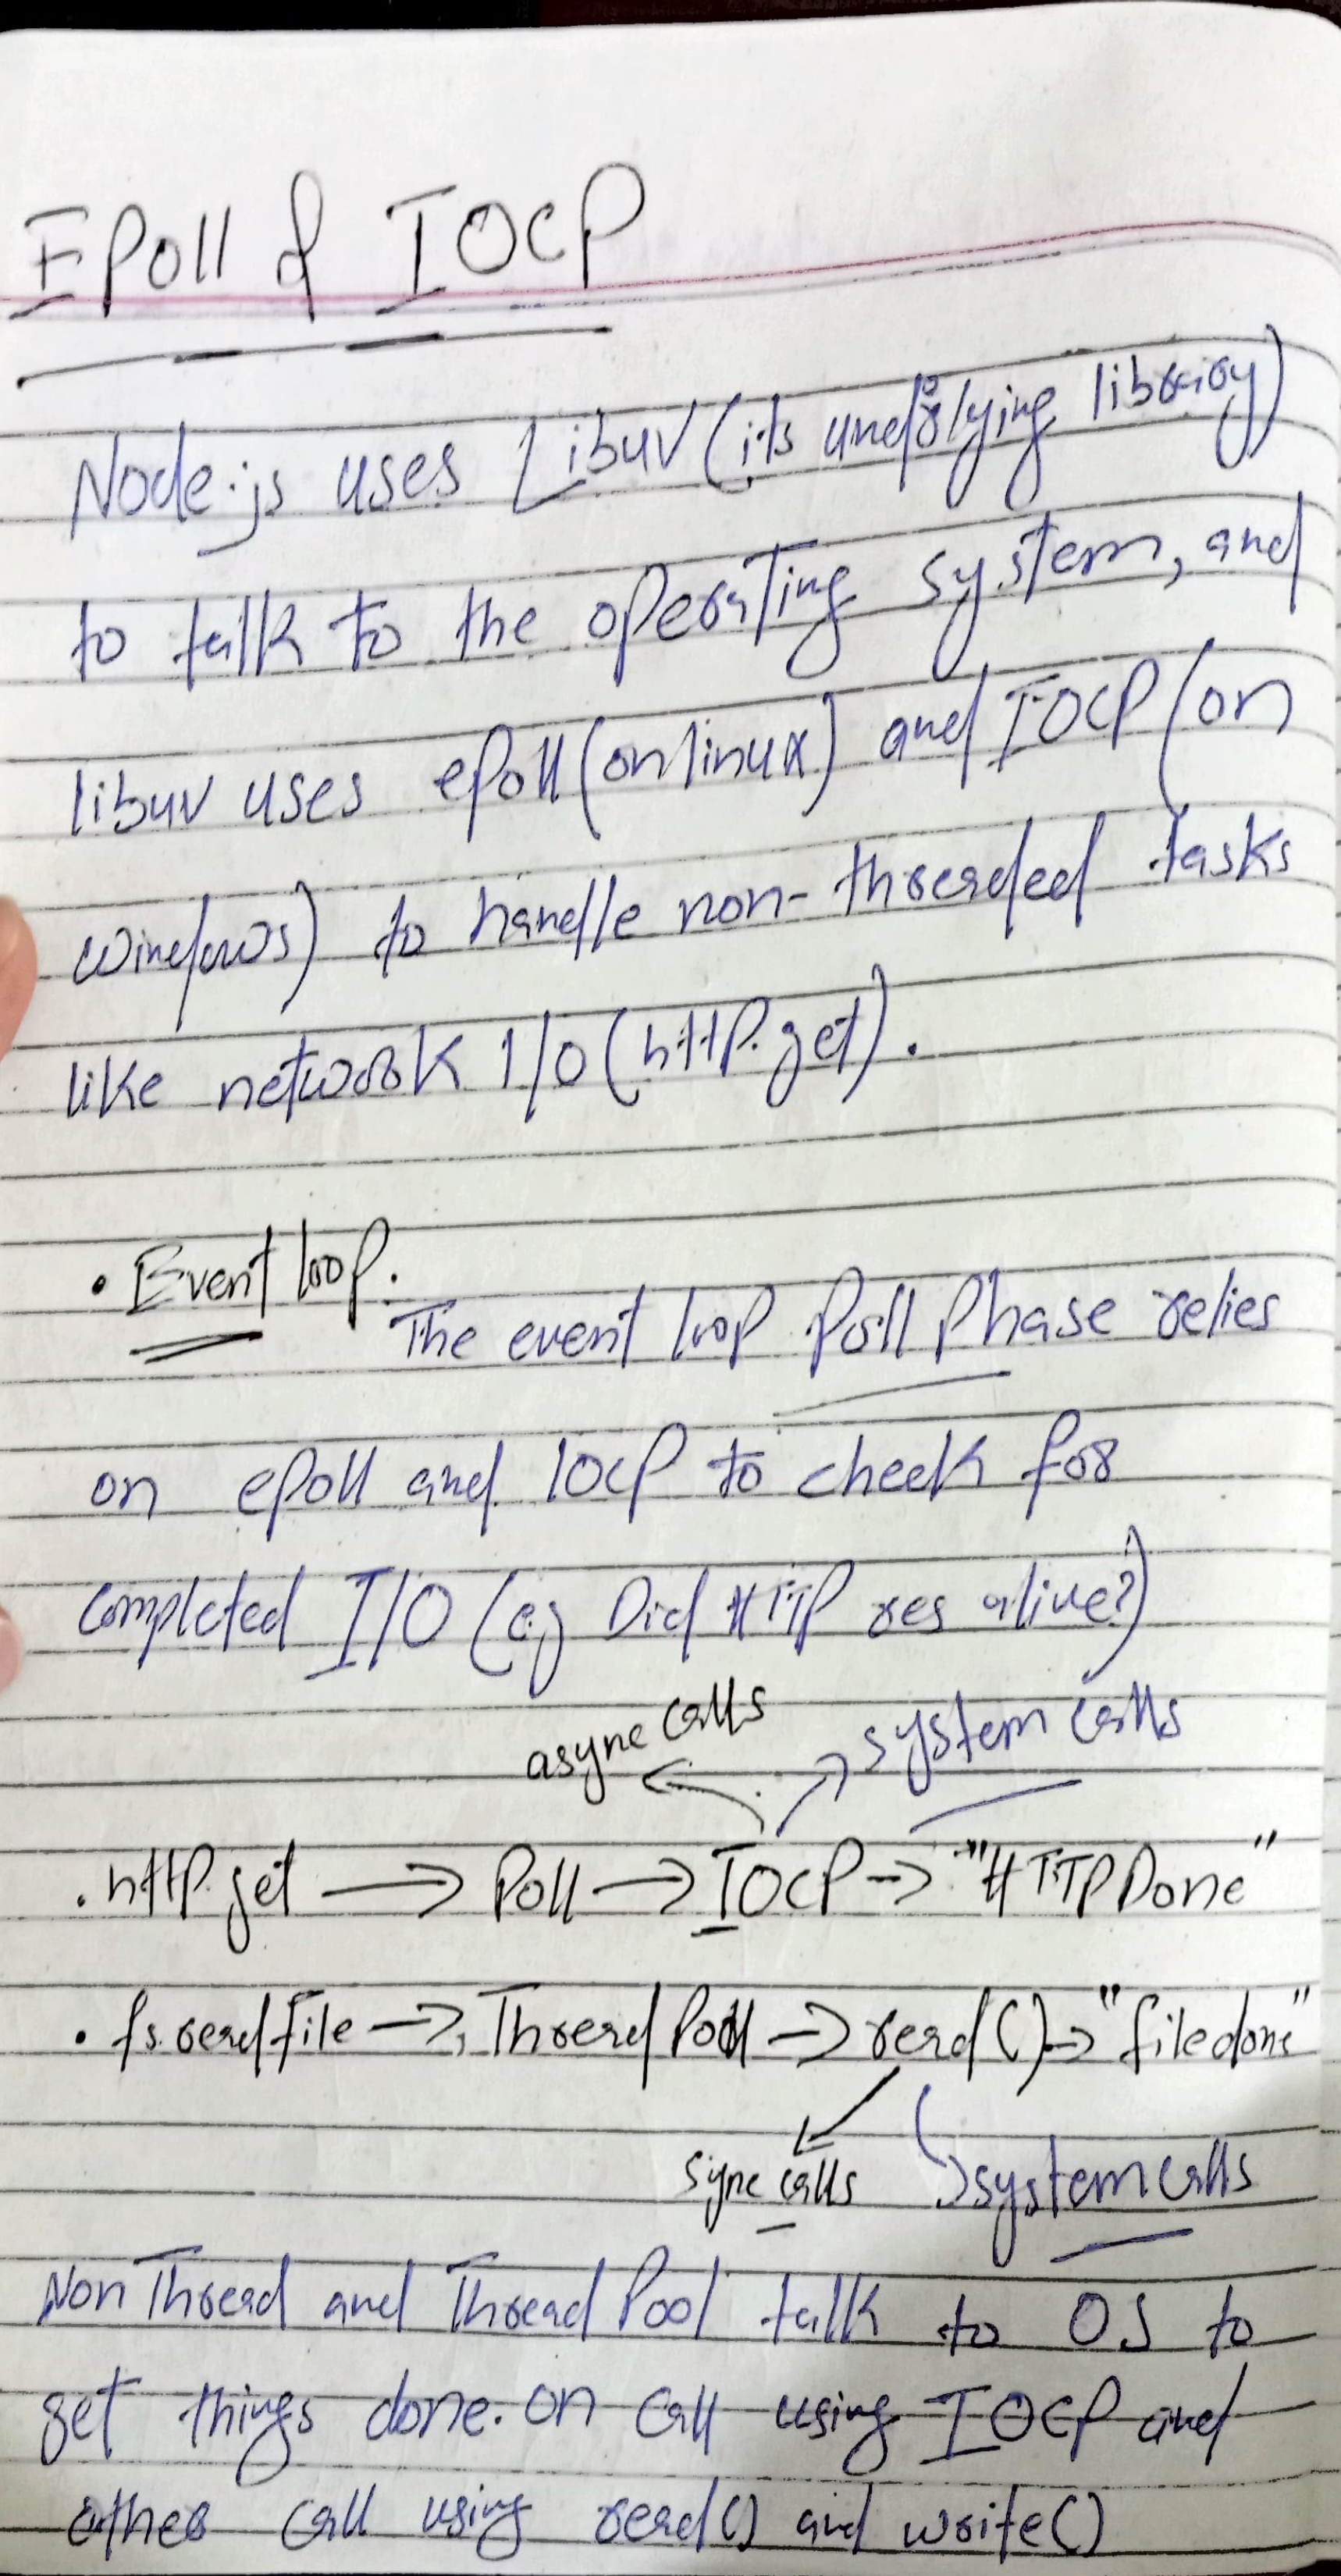 EPoll & IOCP
Node.js uses Libuv (its underlying library)
to talk to the operating system, and
libuv uses epoll (on linux) and IOCP (on
windows) to handle non-threaded tasks
like network I/O (http.get).
• Event loop.
The event loop Poll Phase relies
on epoll and IOCP to check for
completed I/O (e.g Did HTTP res alive?)
async calls system calls
• http.get → Poll → IOCP → "HTTP Done"
• fs.readfile → Thread Pool → read() → "file done"
sync calls system calls
Non Thread and Thread Pool talk to OS to
get things done. on call using IOCP and
other call using read() and write()